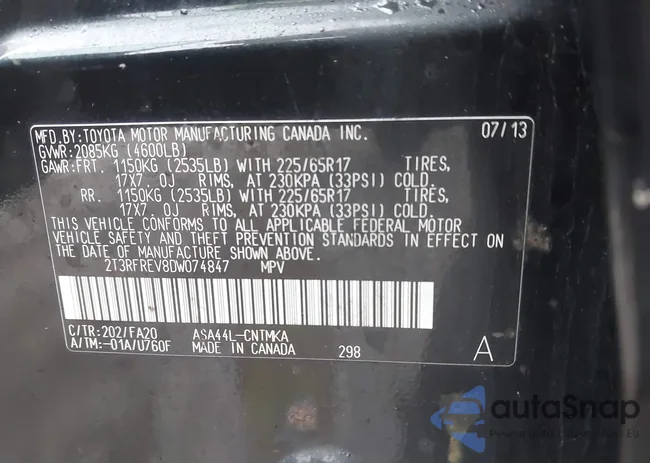 MFD.BY:TOYOTA MOTOR MANUFACTURING CANADA INC. 07/13
GVWR:2085KG (4600LB)
GAWR:FRT. 1150KG (2535LB) WITH 225/65R17 TIRES,
17X7.0J RIMS, AT 230KPA (33PSI) COLD.
RR. 1150KG (2535LB) WITH 225/65R17 TIRES,
17X7.0J RIMS, AT 230KPA (33PSI) COLD.
THIS VEHICLE CONFORMS TO ALL APPLICABLE FEDERAL MOTOR
VEHICLE SAFETY AND THEFT PREVENTION STANDARDS IN EFFECT ON
THE DATE OF MANUFACTURE SHOWN ABOVE.
2T3RFREV8DW074847 MPV
C/TR:202/FA20 ASA44L-CNTMKA
A/TM:-01A/U760F MADE IN CANADA 298 A
autoSnap